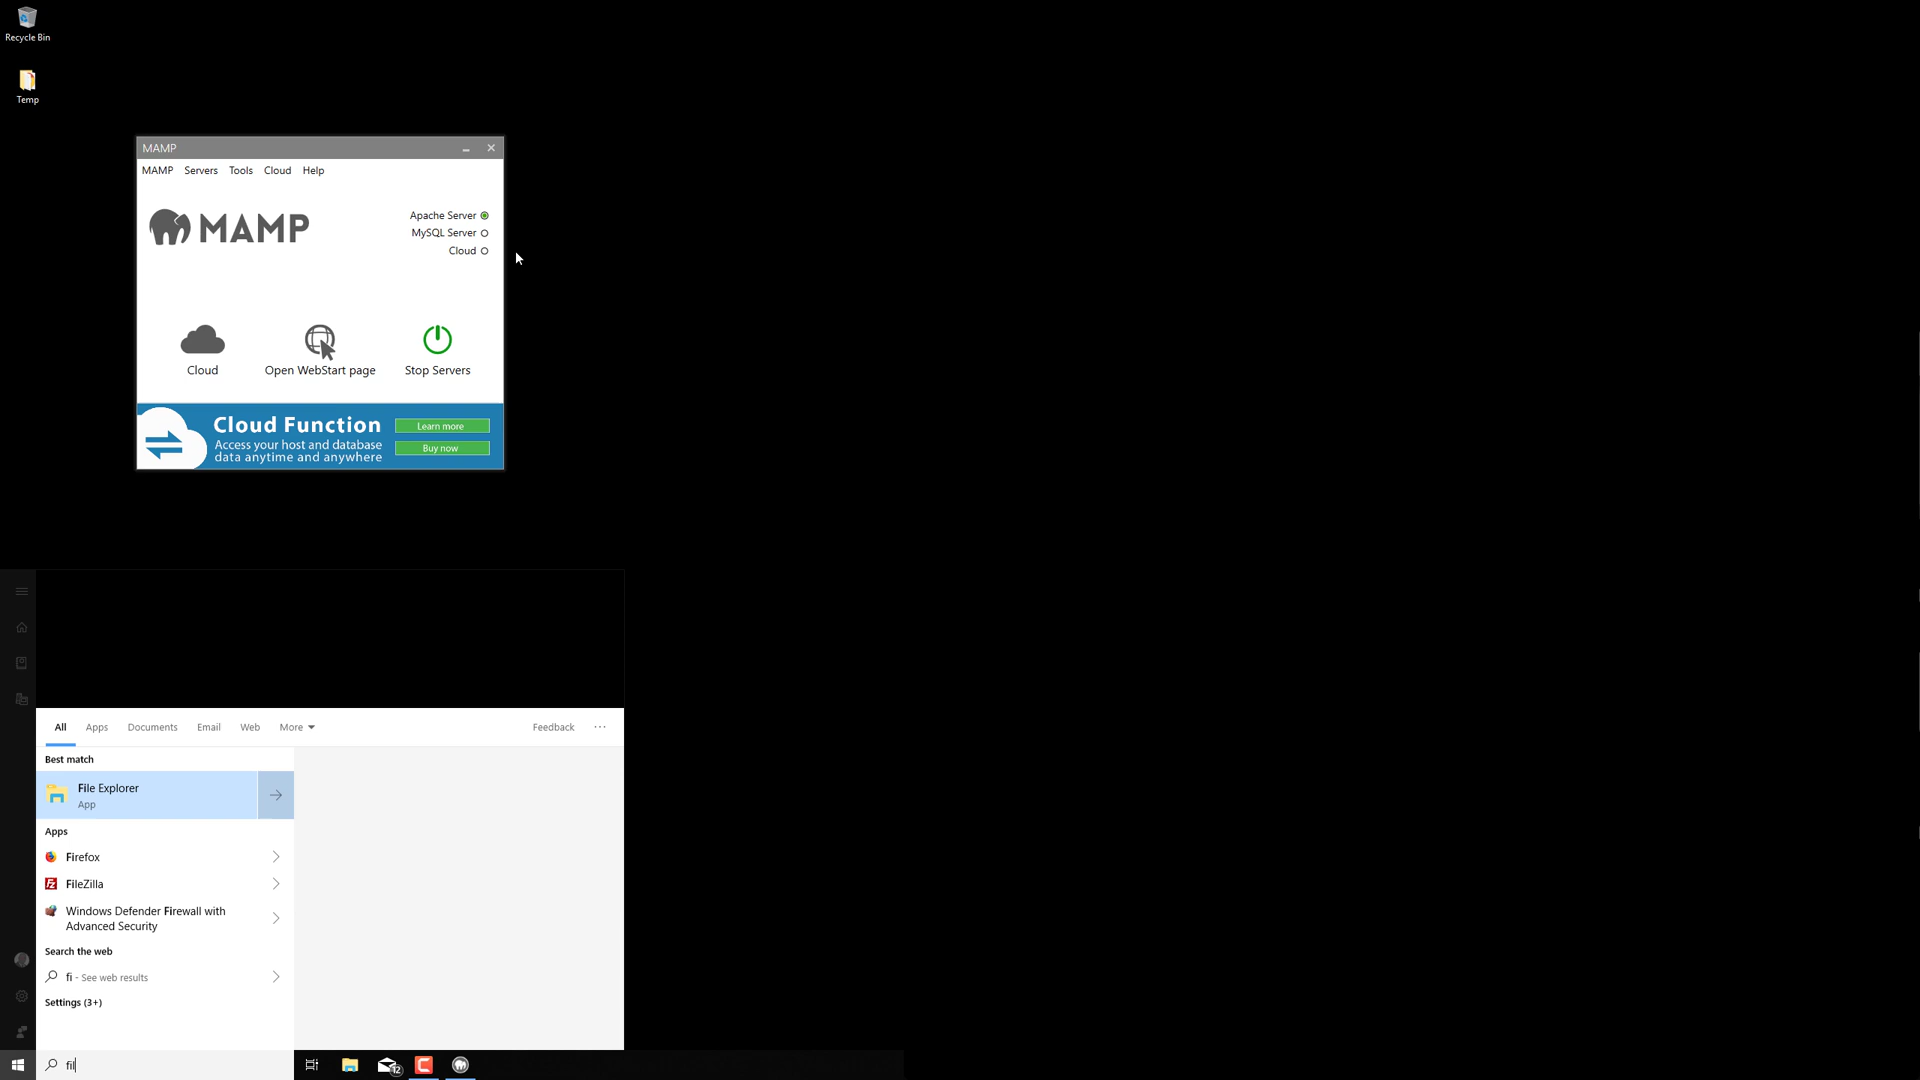 Recycle Bin
Temp
MAMP
MAMP Servers Tools Cloud Help
MAMP
Apache Server
MySQL Server
Cloud
Cloud
Open WebStart page
Stop Servers
Cloud Function
Access your host and database
data anytime and anywhere
Learn more
Buy now
All Apps Documents Email Web More Feedback ...
Best match
File Explorer
App
Apps
Firefox
FileZilla
Fz
Windows Defender Firewall with
Advanced Security
Search the web
fi - See web results
Settings (3+)
fil
12